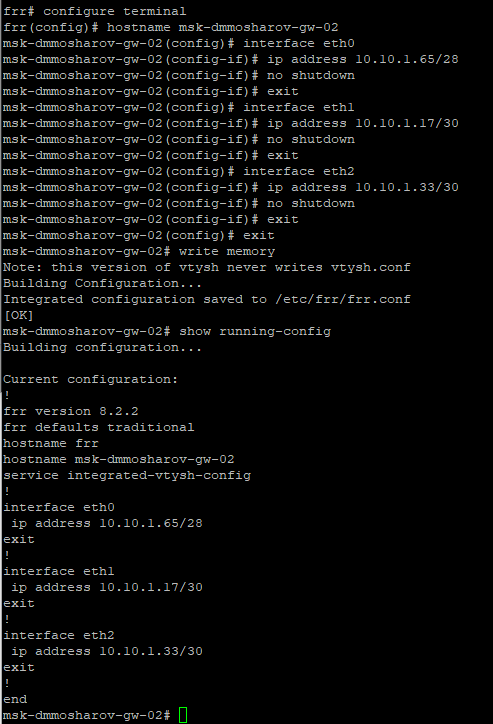 frr# configure terminal
frr(config)# hostname msk-dmmosharov-gw-02
msk-dmmosharov-gw-02(config)# interface eth0
msk-dmmosharov-gw-02(config-if)# ip address 10.10.1.65/28
msk-dmmosharov-gw-02(config-if)# no shutdown
msk-dmmosharov-gw-02(config-if)# exit
msk-dmmosharov-gw-02(config)# interface eth1
msk-dmmosharov-gw-02(config-if)# ip address 10.10.1.17/30
msk-dmmosharov-gw-02(config-if)# no shutdown
msk-dmmosharov-gw-02(config-if)# exit
msk-dmmosharov-gw-02(config)# interface eth2
msk-dmmosharov-gw-02(config-if)# ip address 10.10.1.33/30
msk-dmmosharov-gw-02(config-if)# no shutdown
msk-dmmosharov-gw-02(config-if)# exit
msk-dmmosharov-gw-02(config)# exit
msk-dmmosharov-gw-02# write memory
Note: this version of vtysh never writes vtysh.conf
Building Configuration...
Integrated configuration saved to /etc/frr/frr.conf
[OK]
msk-dmmosharov-gw-02# show running-config
Building configuration...
Current configuration:
!
frr version 8.2.2
frr defaults traditional
hostname frr
hostname msk-dmmosharov-gw-02
service integrated-vtysh-config
!
interface eth0
 ip address 10.10.1.65/28
exit
!
interface eth1
 ip address 10.10.1.17/30
exit
!
interface eth2
 ip address 10.10.1.33/30
exit
!
end
msk-dmmosharov-gw-02#